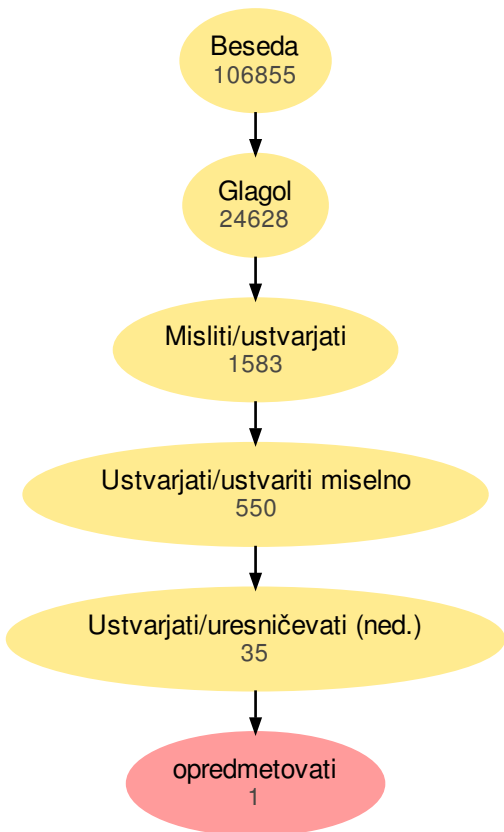 Beseda
106855
Glagol
24628
Misliti/ustvarjati
1583
Ustvarjati/ustvariti miselno
550
Ustvarjati/uresničevati (ned.)
35
opredmetovati
1